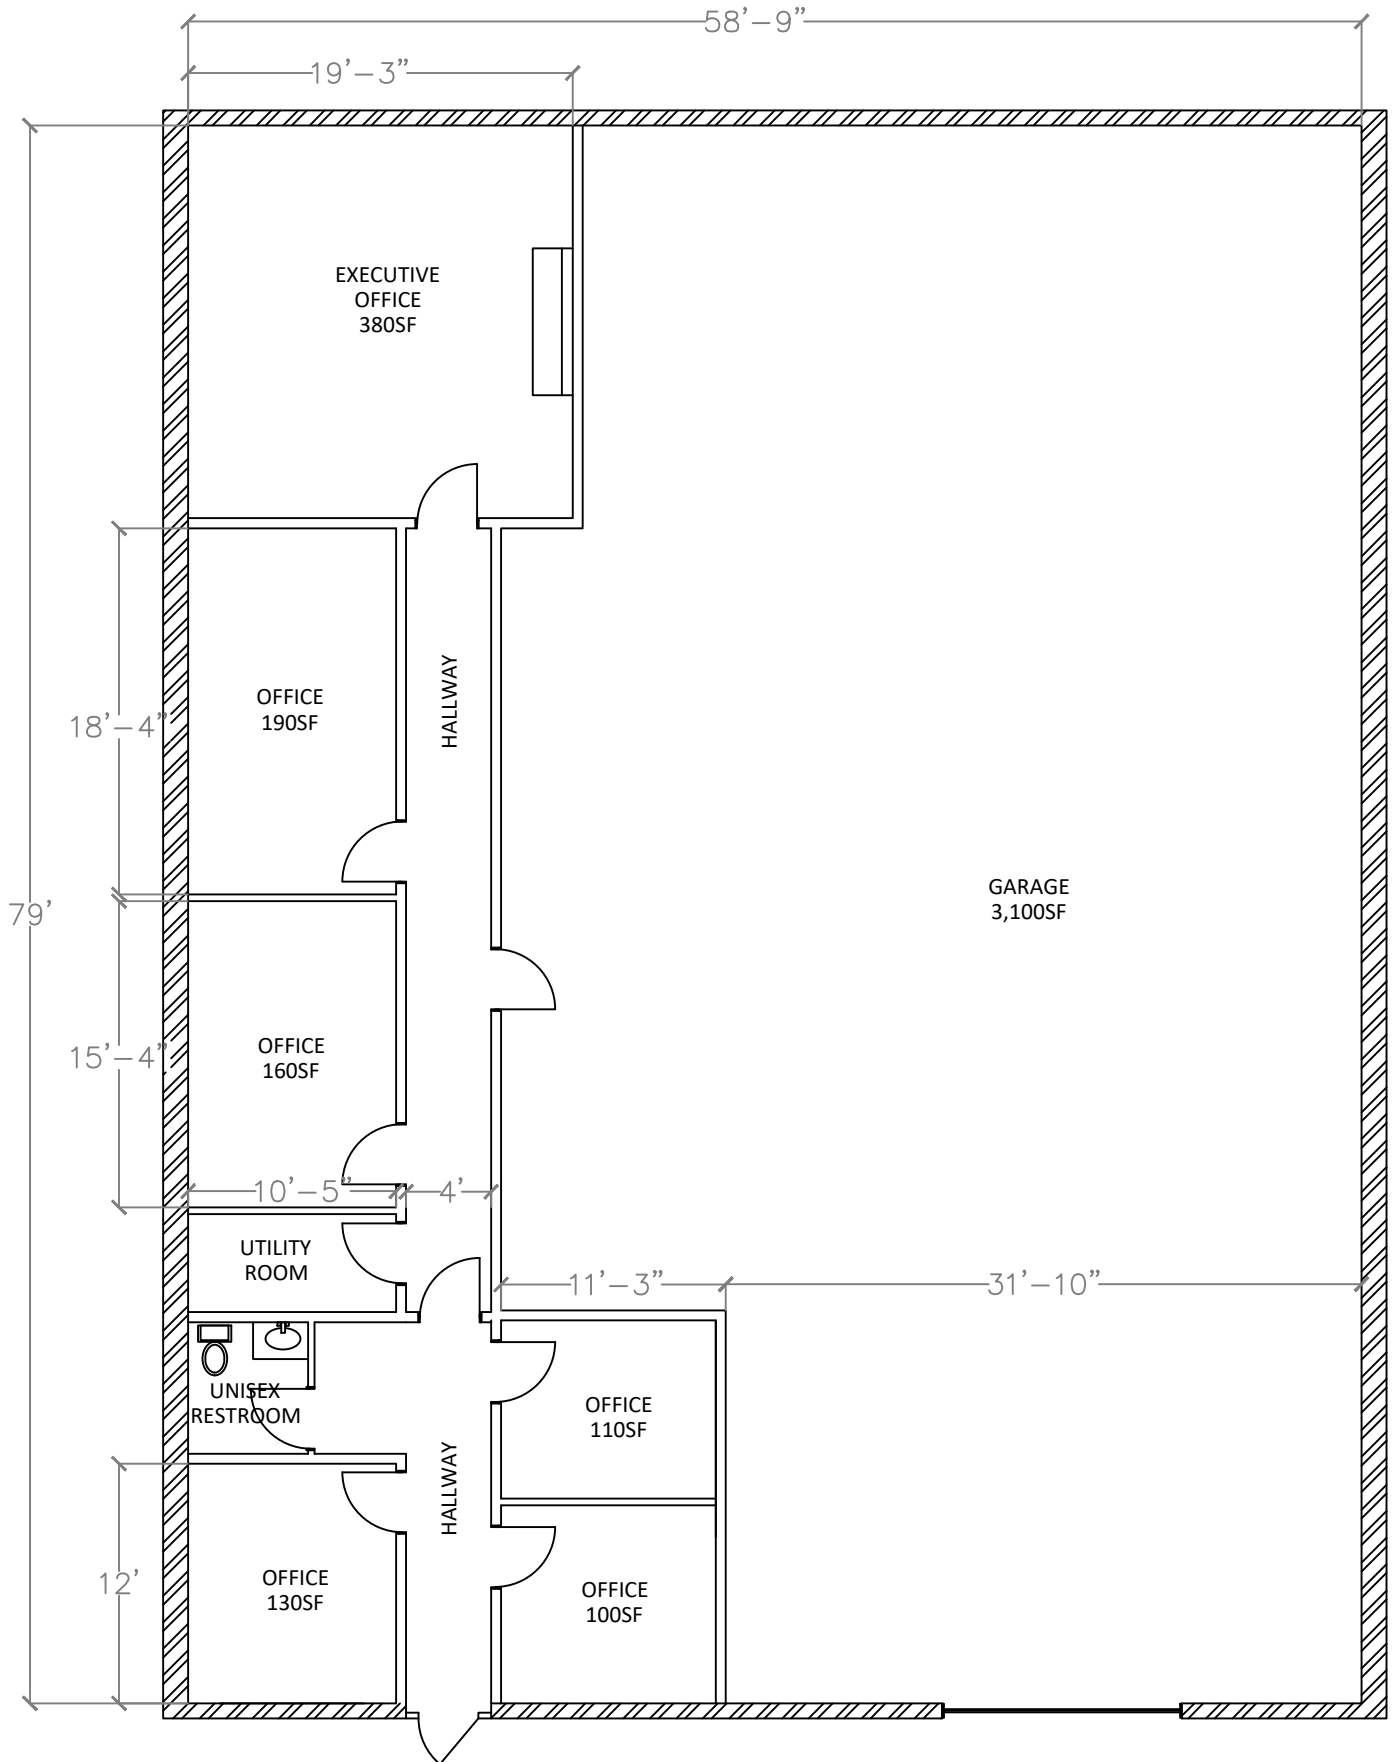 58'-9"
19'-3"
EXECUTIVE
OFFICE
380SF
OFFICE
190SF
HALLWAY
18'-4"
GARAGE
3,100SF
79'
OFFICE
160SF
15'-4"
10'-5"
4'
UTILITY
ROOM
11'-3"
31'-10"
UNISEX
RESTROOM
OFFICE
110SF
HALLWAY
12'
OFFICE
130SF
OFFICE
100SF